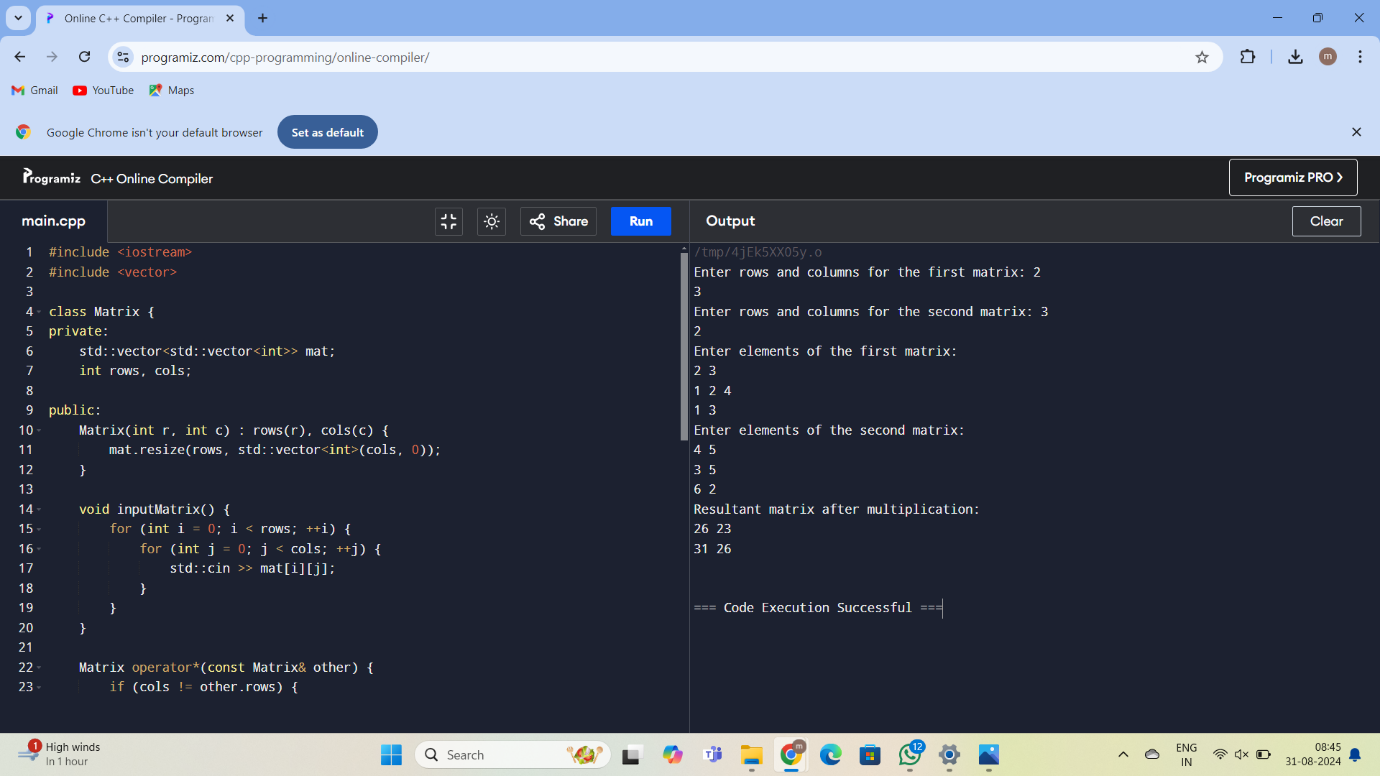 Online C++ Compiler - Program
programiz.com/cpp-programming/online-compiler/
m
Gmail YouTube Maps
Google Chrome isn't your default browser Set as default
Programiz C++ Online Compiler Programiz PRO
main.cpp Share Run Output Clear
1 #include <iostream>
2 #include <vector>
3
4 class Matrix {
5 private:
6 std::vector<std::vector<int>> mat;
7 int rows, cols;
8
9 public:
10 Matrix(int r, int c) : rows(r), cols(c) {
11 mat.resize(rows, std::vector<int>(cols, 0));
12 }
13
14 void inputMatrix() {
15 for (int i = 0; i < rows; ++i) {
16 for (int j = 0; j < cols; ++j) {
17 std::cin >> mat[i][j];
18 }
19 }
20 }
21
22 Matrix operator*(const Matrix& other) {
23 if (cols != other.rows) {
/tmp/4jEk5XXO5y.o
Enter rows and columns for the first matrix: 2
3
Enter rows and columns for the second matrix: 3
2
Enter elements of the first matrix:
2 3
1 2 4
1 3
Enter elements of the second matrix:
4 5
3 5
6 2
Resultant matrix after multiplication:
26 23
31 26
=== Code Execution Successful ===
1 High winds
In 1 hour
Search
m
12
ENG
IN
08:45
31-08-2024